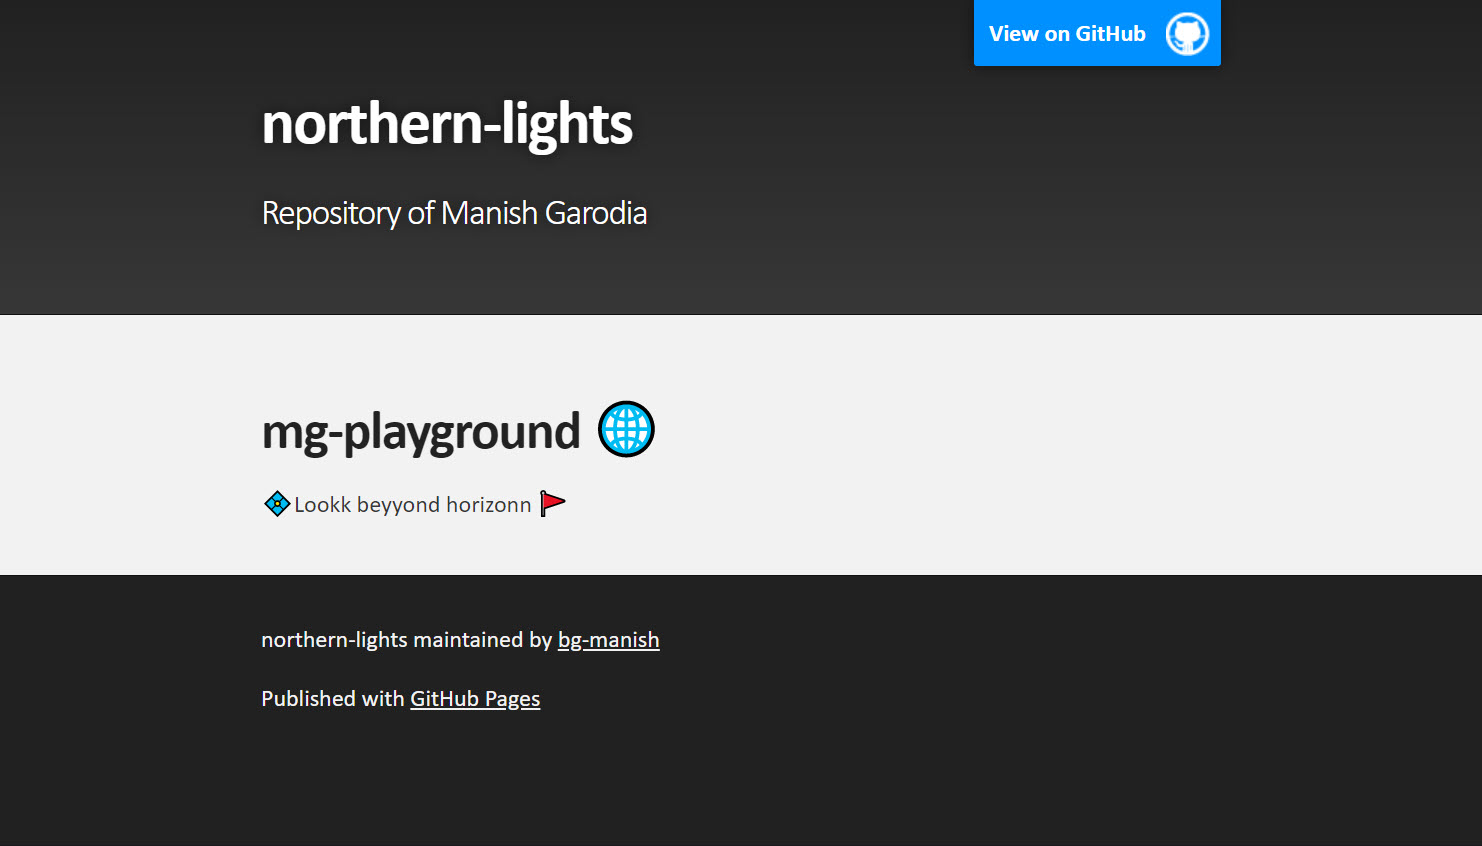 View on GitHub
northern-lights
Repository of Manish Garodia
mg-playground
Lookk beyyond horizonn
northern-lights maintained by bg-manish
Published with GitHub Pages